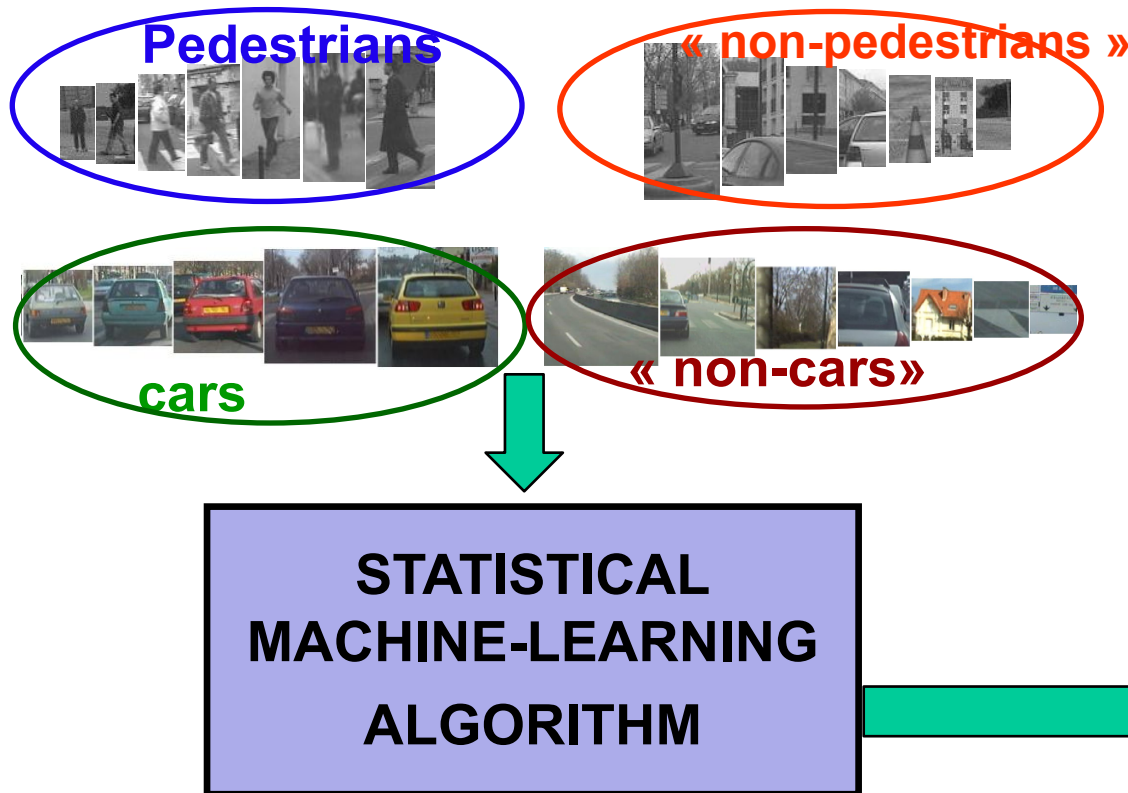 Pedestrians
« non-pedestrians »
cars
« non-cars»
STATISTICAL
MACHINE-LEARNING
ALGORITHM